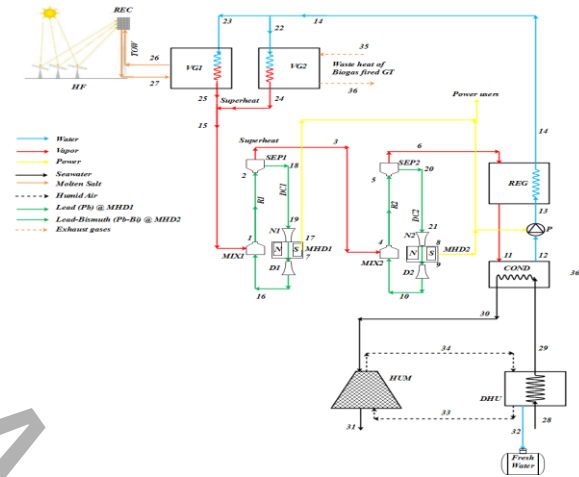 REC
TOW
HF
26
27
23
22
14
VG1
VG2
35
Waste heat of
Biogas fired GT
36
25
Superheat
24
15
Power users
Water
Vapor
Power
Seawater
Molten Salt
Humid Air
Lead (Pb) @ MHD1
Lead-Bismuth (Pb-Bi) @ MHD2
Exhaust gases
Superheat
3
6
14
2
SEP1
18
5
SEP2
20
REG
R1
DC1
R2
DC2
13
19
21
N1
17
N2
8
P
1
N
S
MHD1
4
N
S
MHD2
11
12
MIX1
7
MIX2
9
D1
D2
COND
36
16
10
30
34
29
HUM
DHU
33
31
32
28
Fresh
Water